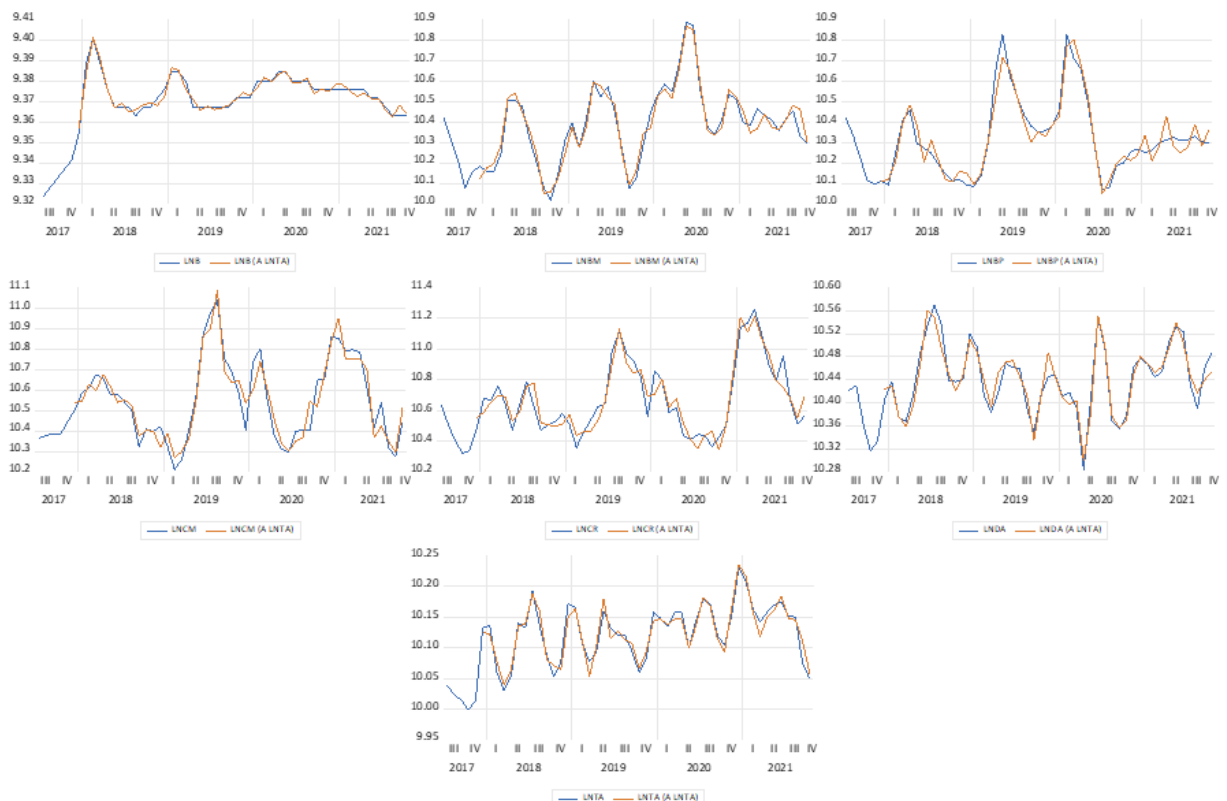 9.41
9.40
9.39
9.38
9.37
9.36
9.34
9.33
9.32
III IV I II III IV I II III IV I II III IV I II III IV
2017 2018 2019 2020 2021
LNB LNB (A LNTA)
10.9
10.8
10.7
10.6
10.5
10.3
10.2
10.1
10.0
III IV I II III IV I II III IV I II III IV I II III IV
2017 2018 2019 2020 2021
LNBM LNBM (A LNTA)
10.9
10.8
10.7
10.6
10.5
10.3
10.2
10.1
10.0
III IV I II III IV I II III IV I II III IV I II III IV
2017 2018 2019 2020 2021
LNBP LNBP (A LNTA)
11.1
11.0
10.9
10.8
10.7
10.6
10.5
10.4
10.3
10.2
III IV I II III IV I II III IV I II III IV I II III IV
2017 2018 2019 2020 2021
LNCM LNCM (A LNTA)
11.4
11.2
11.0
10.8
10.6
10.4
10.2
III IV I II III IV I II III IV I II III IV I II III IV
2017 2018 2019 2020 2021
LNCR LNCR (A LNTA)
10.60
10.56
10.52
10.48
10.44
10.40
10.36
10.32
10.28
III IV I II III IV I II III IV I II III IV I II III IV
2017 2018 2019 2020 2021
LNDA LNDA (A LNTA)
10.25
10.20
10.15
10.10
10.05
10.00
9.95
III IV I II III IV I II III IV I II III IV I II III IV
2017 2018 2019 2020 2021
LNTA LNTA (A LNTA)